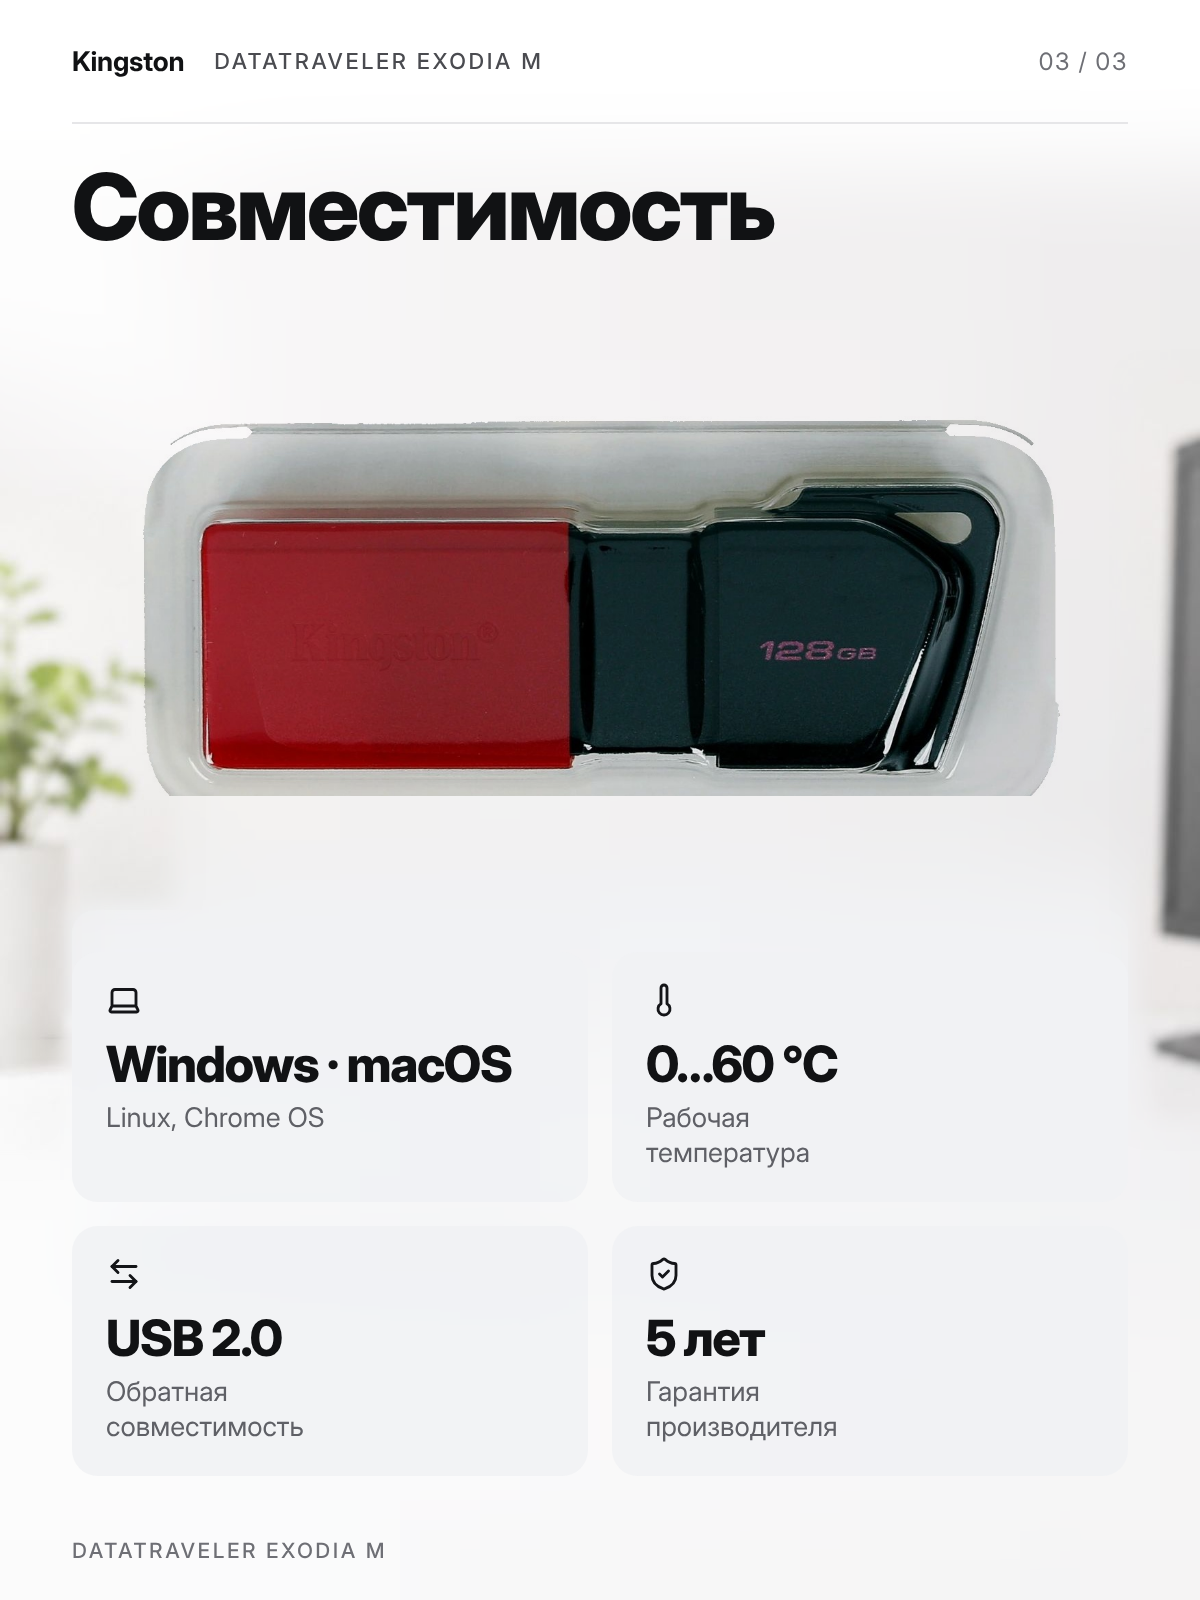 Kingston DATATRAVELER EXODIA M 03 / 03
Совместимость
Kingston®
128GB
Windows · macOS
Linux, Chrome OS
0...60 °C
Рабочая
температура
USB 2.0
Обратная
совместимость
5 лет
Гарантия
производителя
DATATRAVELER EXODIA M